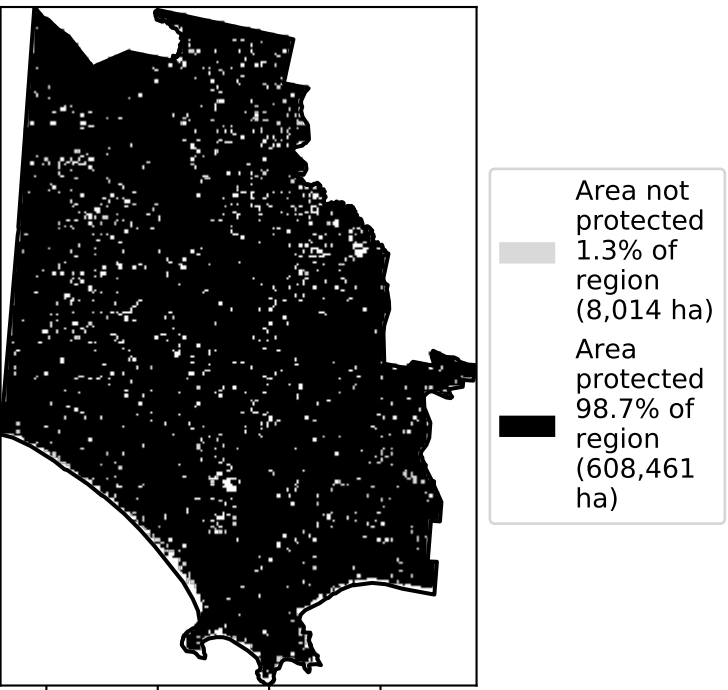 Area not
protected
1.3% of
region
(8,014 ha)
Area
protected
98.7% of
region
(608,461
ha)